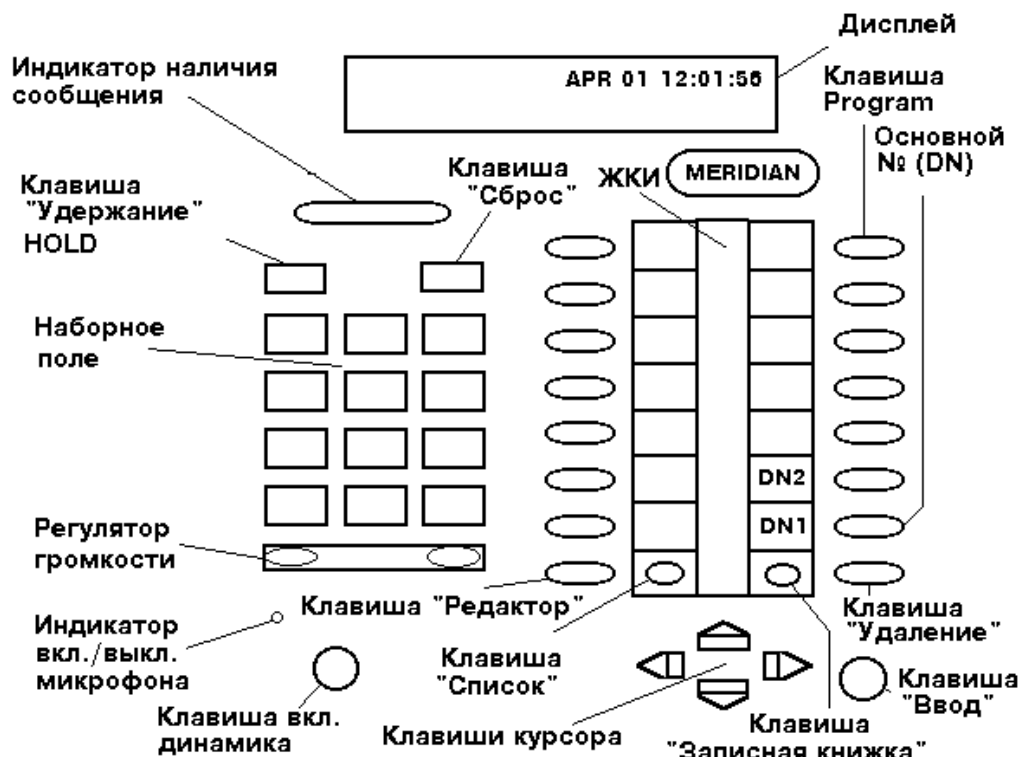 Дисплей
Индикатор наличия
сообщения
APR 01 12:01:56
Клавиша
Program
Основной
№ (DN)
Клавиша
"Удержание"
HOLD
Клавиша
"Сброс"
ЖКИ
MERIDIAN
Наборное
поле
DN2
DN1
Регулятор
громкости
Клавиша "Редактор"
Клавиша
"Удаление"
Индикатор
вкл./выкл.
микрофона
Клавиша
"Список"
Клавиша
"Ввод"
Клавиша вкл.
динамика
Клавиши курсора
Клавиша
"Записная книжка"